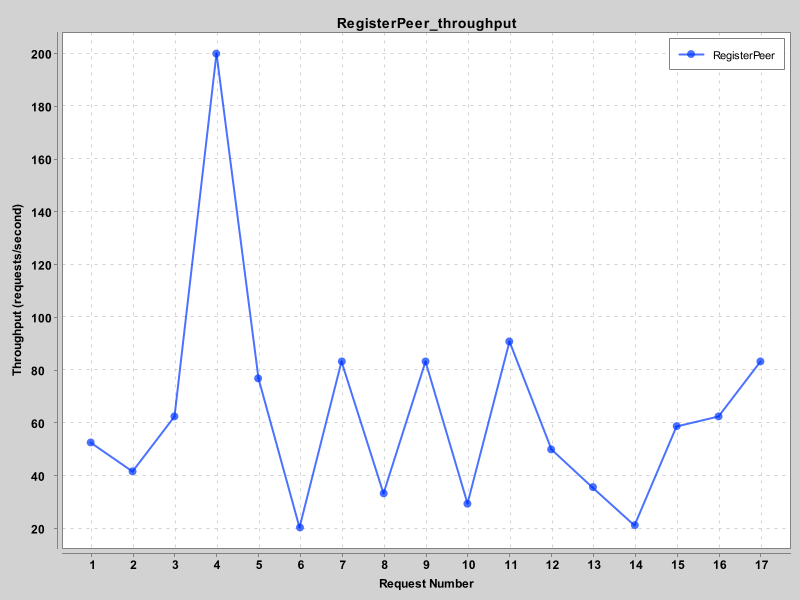 RegisterPeer_throughput
RegisterPeer
Throughput (requests/second)
200
180
160
140
120
100
80
60
40
20
1 2 3 4 5 6 7 8 9 10 11 12 13 14 15 16 17
Request Number